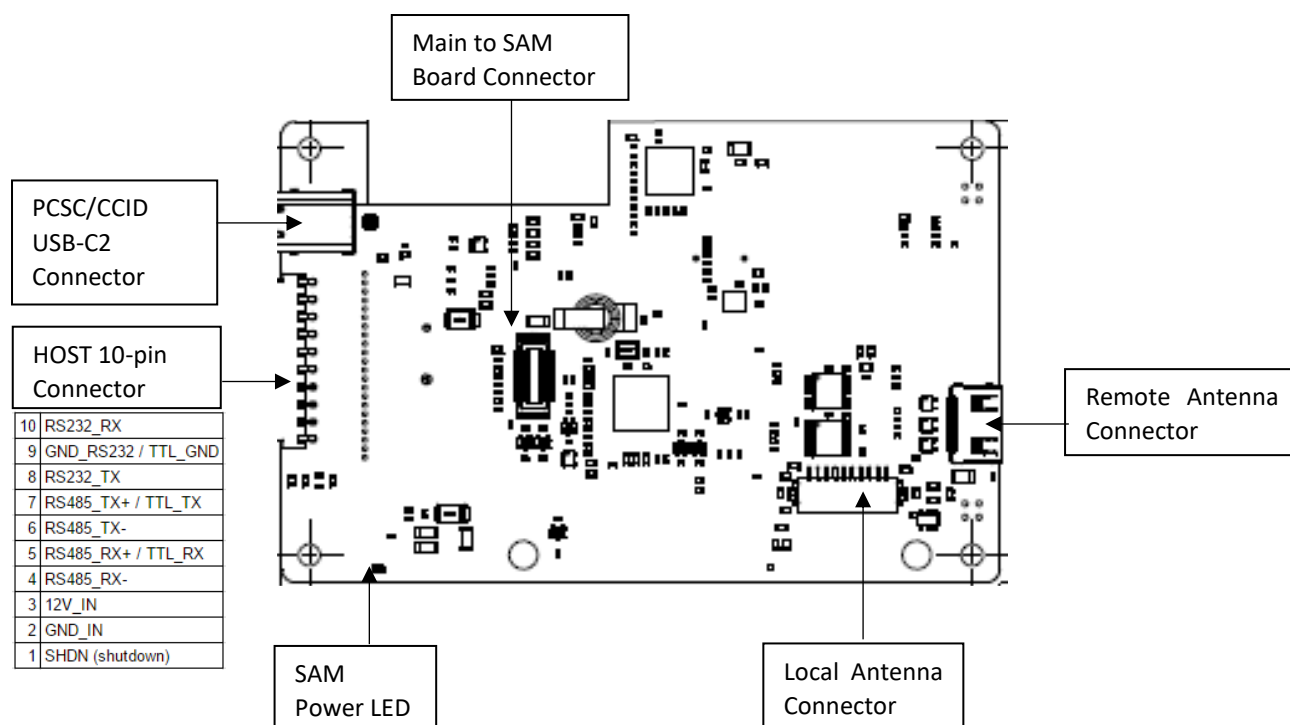 Main to SAM
Board Connector
PCSC/CCID
USB-C2
Connector
HOST 10-pin
Connector
10 RS232_RX
9 GND_RS232 / TTL_GND
8 RS232_TX
7 RS485_TX+ / TTL_TX
6 RS485_TX-
5 RS485_RX+ / TTL_RX
4 RS485_RX-
3 12V_IN
2 GND_IN
1 SHDN (shutdown)
Remote Antenna
Connector
SAM
Power LED
Local Antenna
Connector